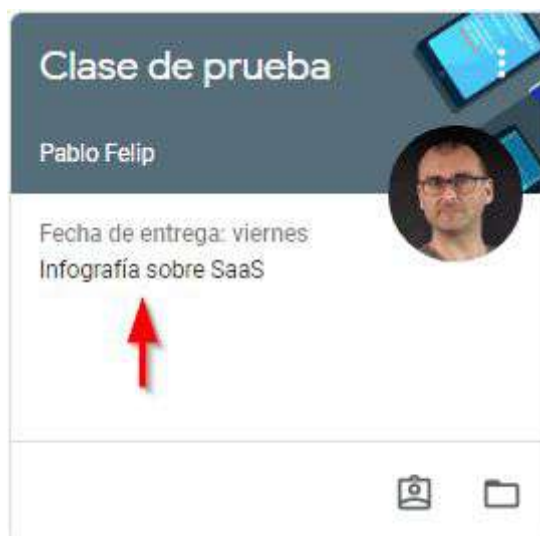 Clase de prueba
Pablo Felip
Fecha de entrega: viernes
Infografía sobre SaaS